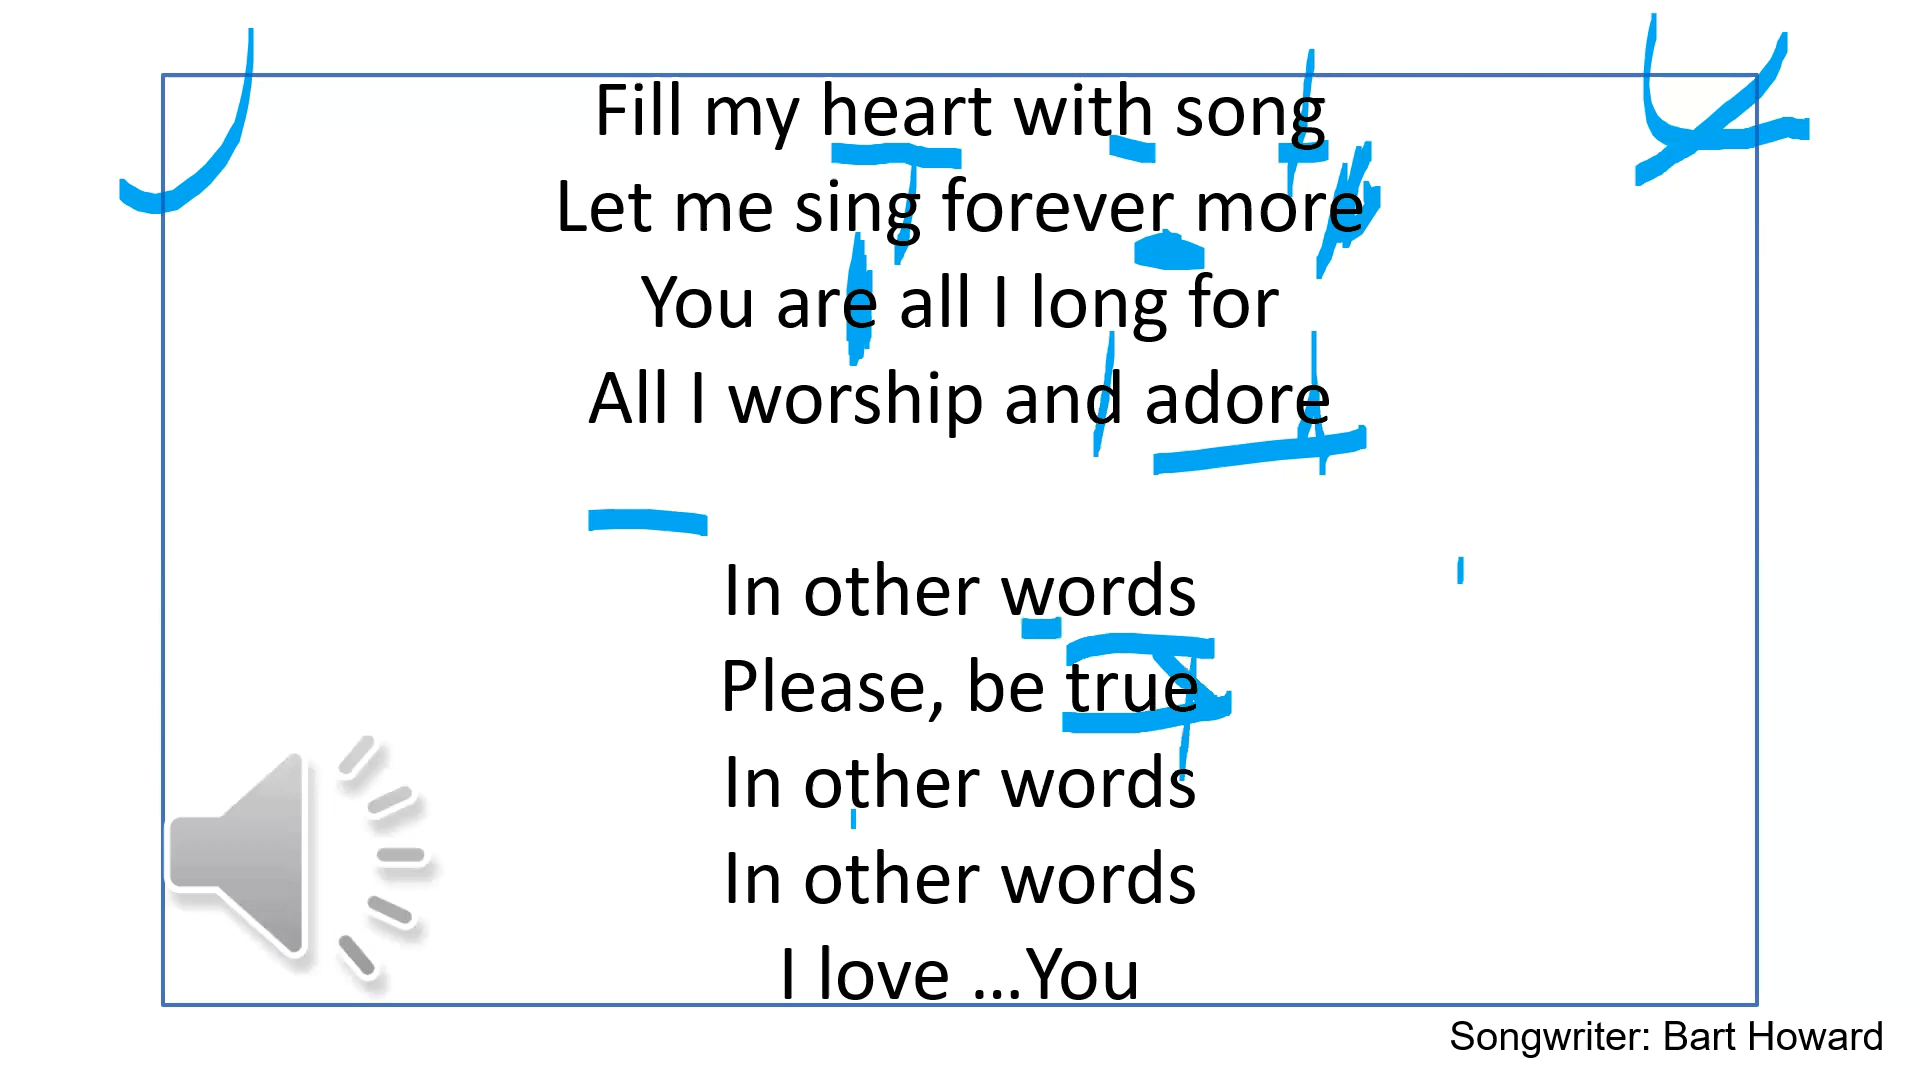 Fill my heart with song
Let me sing forever more
You are all I long for
All I worship and adore
In other words
Please, be true
In other words
In other words
I love ...You
Songwriter: Bart Howard